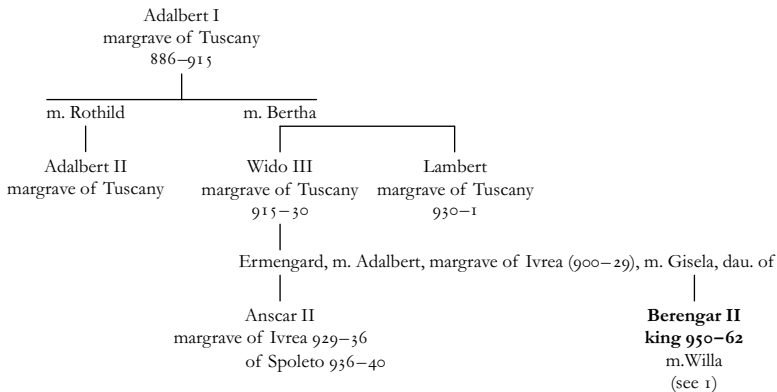 Adalbert I
margrave of Tuscany
886–915
m. Rothild
m. Bertha
Adalbert II
margrave of Tuscany
Wido III
margrave of Tuscany
915–30
Lambert
margrave of Tuscany
930–1
Ermengard, m. Adalbert, margrave of Ivrea (900–29), m. Gisela, dau. of
Anscar II
margrave of Ivrea 929–36
of Spoleto 936–40
Berengar II
king 950–62
m.Willa
(see 1)